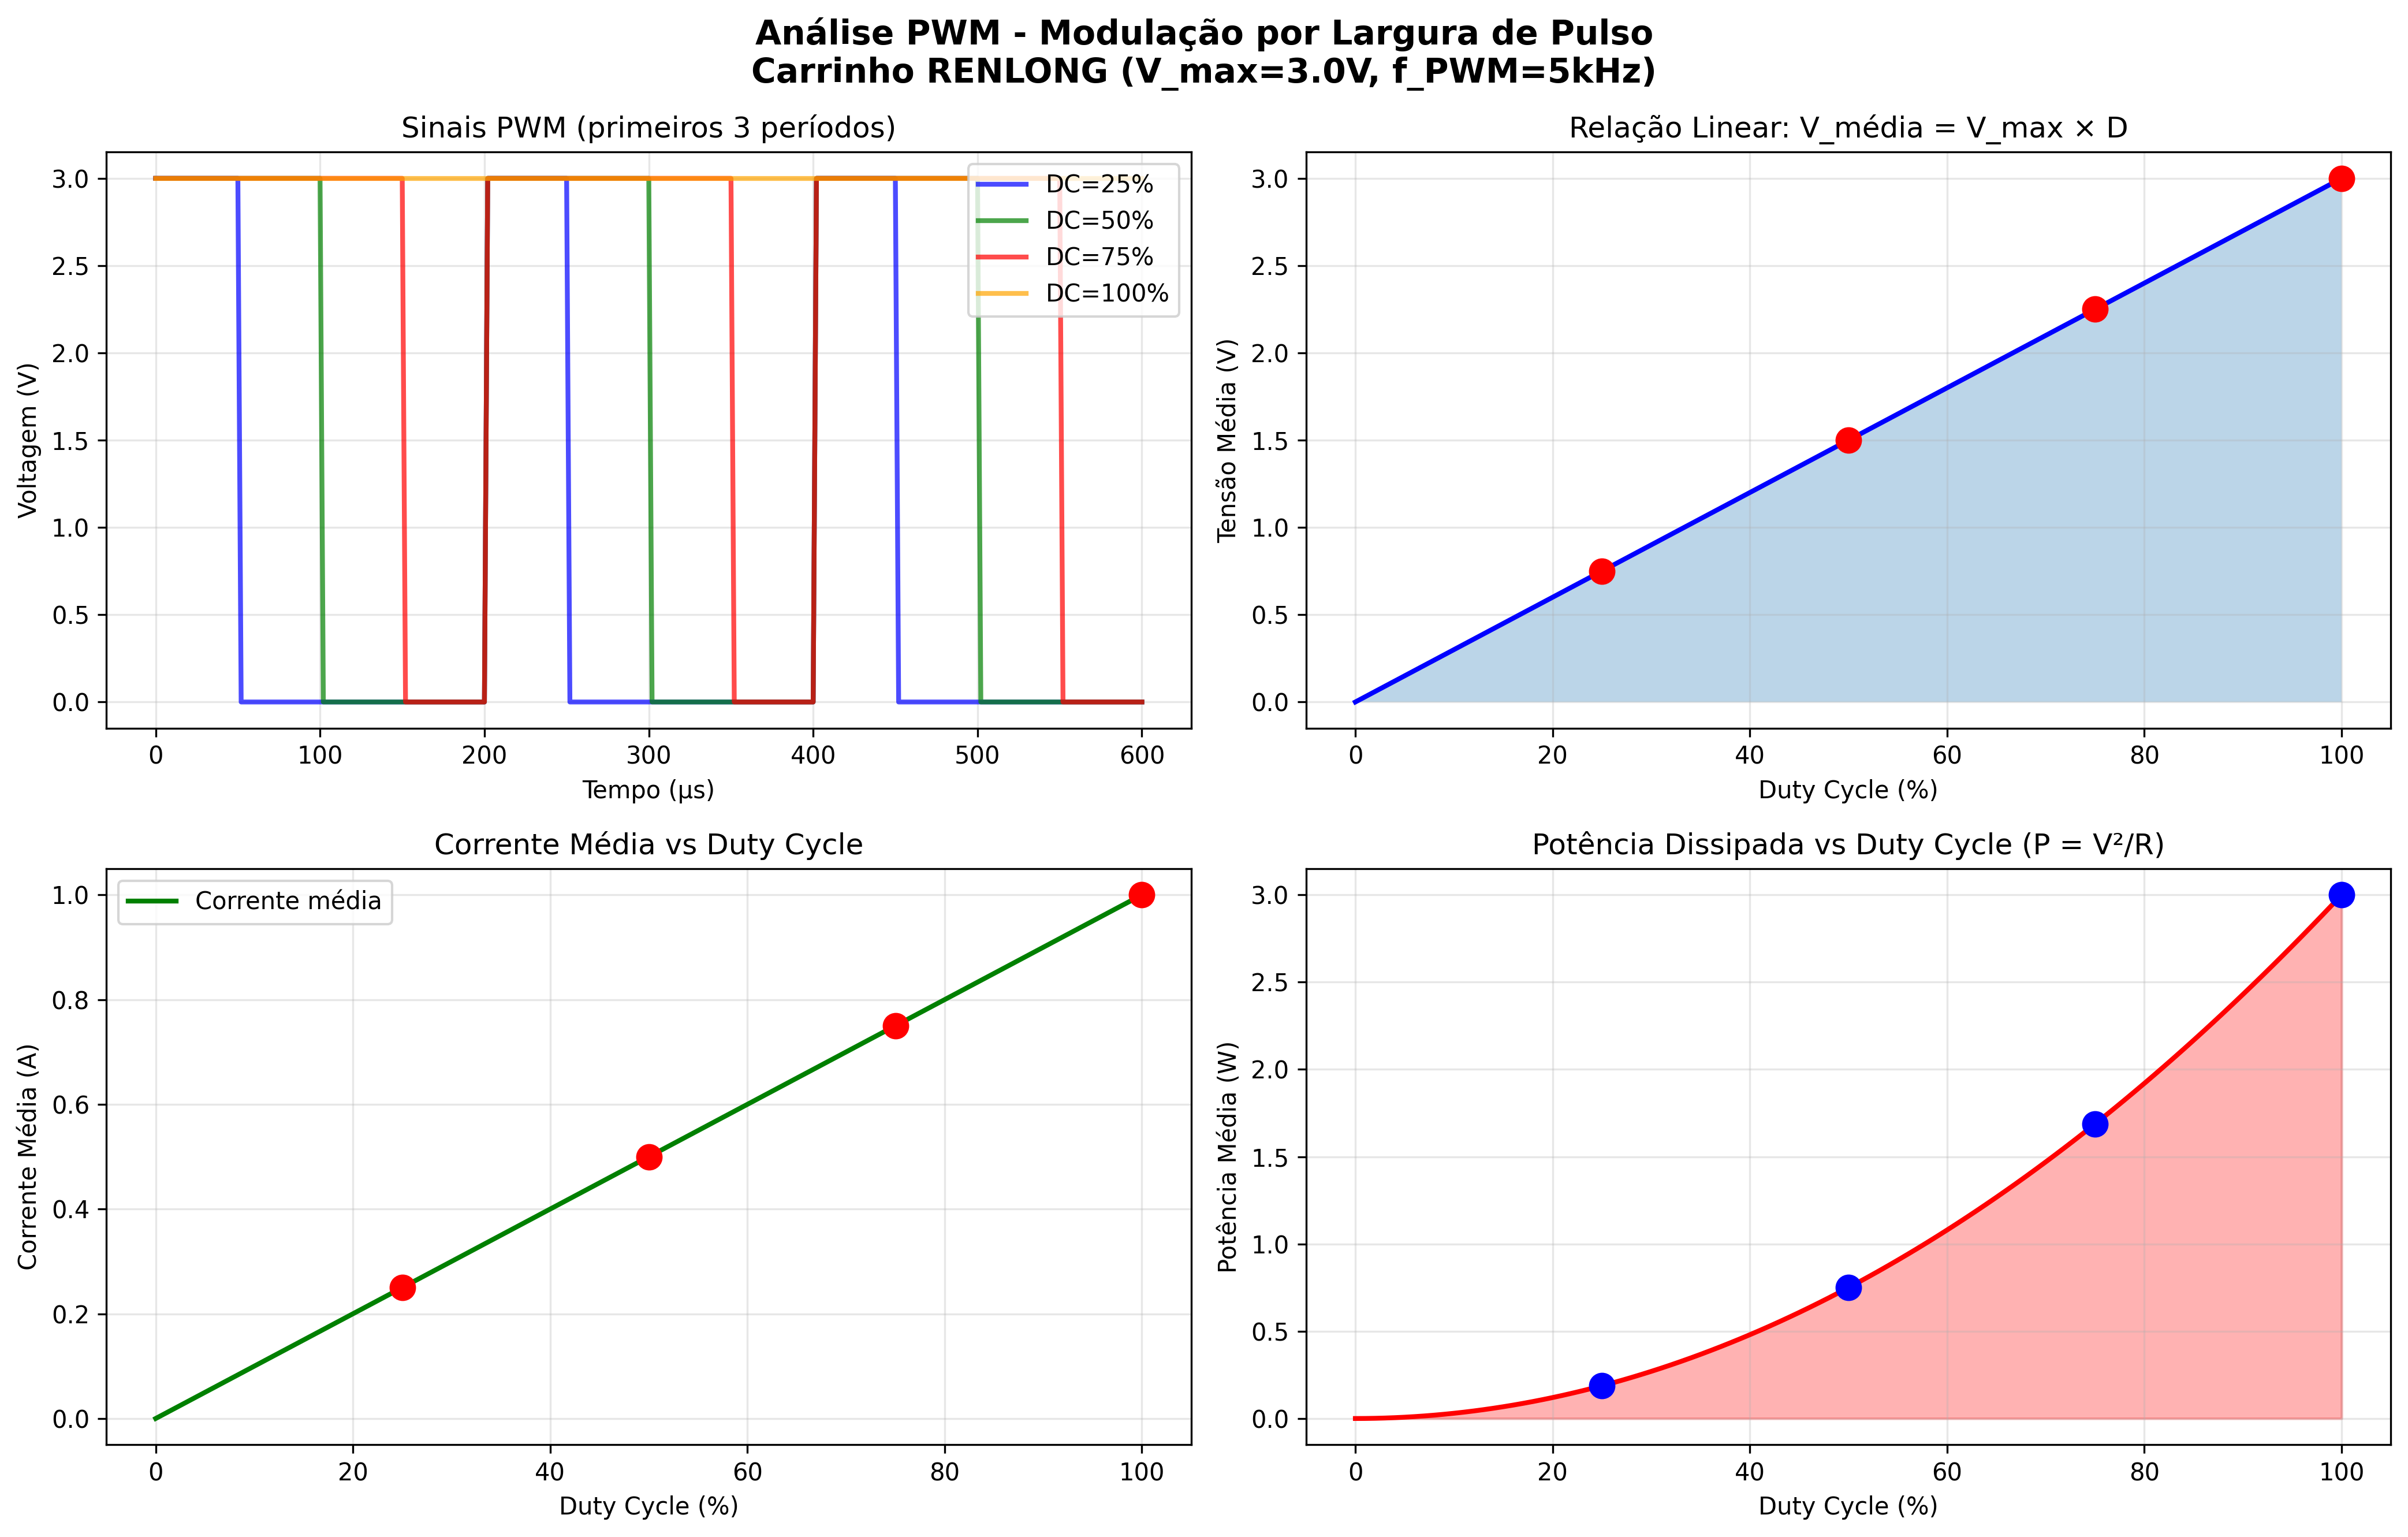 Análise PWM - Modulação por Largura de Pulso
Carrinho RENLONG (V_max=3.0V, f_PWM=5kHz)
Sinais PWM (primeiros 3 períodos)
3.0
2.5
2.0
1.5
1.0
0.5
0.0
Voltagem (V)
DC=25%
DC=50%
DC=75%
DC=100%
0 100 200 300 400 500 600
Tempo (μs)
Relação Linear: V_média = V_max × D
3.0
2.5
2.0
1.5
1.0
0.5
0.0
Tensão Média (V)
0 20 40 60 80 100
Duty Cycle (%)
Corrente Média vs Duty Cycle
1.0
0.8
0.6
0.4
0.2
0.0
Corrente Média (A)
Corrente média
0 20 40 60 80 100
Duty Cycle (%)
Potência Dissipada vs Duty Cycle (P = V²/R)
3.0
2.5
2.0
1.5
1.0
0.5
0.0
Potência Média (W)
0 20 40 60 80 100
Duty Cycle (%)